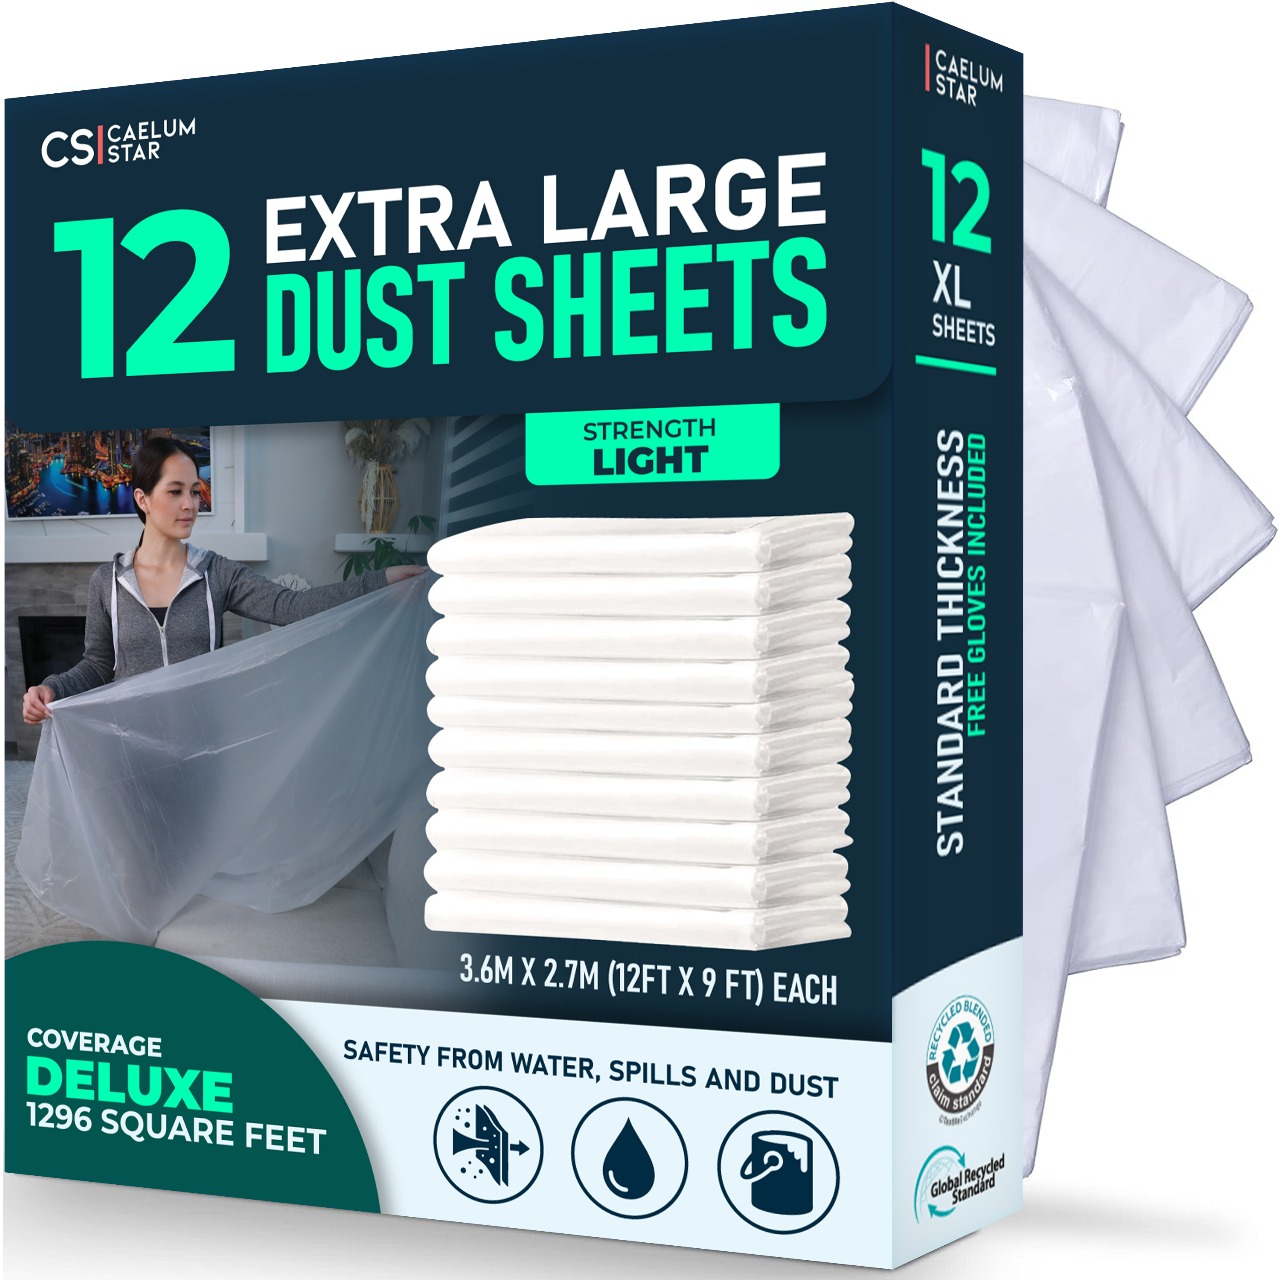 CS|CAELUM
STAR
12 EXTRA LARGE
DUST SHEETS
STRENGTH
LIGHT
3.6M X 2.7M (12FT X 9 FT) EACH
COVERAGE
DELUXE
1296 SQUARE FEET
SAFETY FROM WATER, SPILLS AND DUST
CAELUM
STAR
12
XL
SHEETS
STANDARD THICKNESS
FREE GLOVES INCLUDED
RECYCLED BLENDED
claim standard
©TextileExchange
Global Recycled
Standard